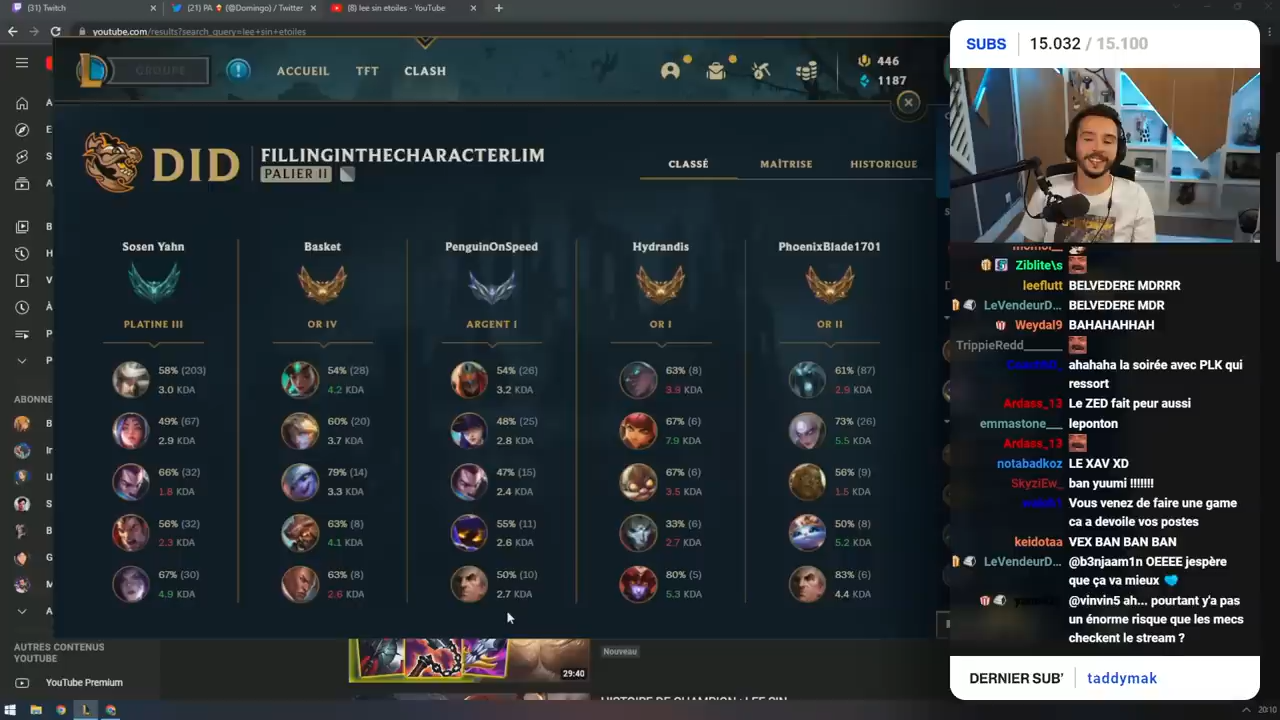 (31) Twitch
(21) PA (@Domingo) / Twitter
(8) lee sin etoiles - YouTube
youtube.com/results?search_query=lee+sin+etoiles
GROUPE
ACCUEIL
TFT
CLASH
446
1187
DID
FILLINGINTHECHARACTERLIM
PALIER II
CLASSÉ
MAÎTRISE
HISTORIQUE
Sosen Yahn
PLATINE III
58% (203)
3.0 KDA
49% (67)
2.9 KDA
66% (32)
1.8 KDA
56% (32)
2.3 KDA
67% (30)
4.9 KDA
Basket
OR IV
54% (28)
4.2 KDA
60% (20)
3.7 KDA
79% (14)
3.3 KDA
63% (8)
4.1 KDA
63% (8)
2.6 KDA
PenguinOnSpeed
ARGENT I
54% (26)
3.2 KDA
48% (25)
2.8 KDA
47% (15)
2.4 KDA
55% (11)
2.6 KDA
50% (10)
2.7 KDA
Hydrandis
OR I
63% (8)
3.9 KDA
67% (6)
7.9 KDA
67% (6)
3.5 KDA
33% (6)
2.7 KDA
80% (5)
5.3 KDA
PhoenixBlade1701
OR II
61% (87)
2.9 KDA
73% (26)
5.5 KDA
56% (9)
1.5 KDA
50% (8)
5.2 KDA
83% (6)
4.4 KDA
ABONNE
AUTRES CONTENUS
YOUTUBE
YouTube Premium
29:40
Nouveau
HISTOIRE DE CHAMPION : LEE SIN
SUBS 15.032 / 15.100
Ziblite\s
leeflutt BELVEDERE MDRRR
LeVendeurD... BELVEDERE MDR
Weydal9 BAHAHAHHAH
TrippieRedd______
ahahaha la soirée avec PLK qui
ressort
Ardass_13 Le ZED fait peur aussi
emmastone___ leponton
Ardass_13
notabadkoz LE XAV XD
SkyziEw_ ban yuumi !!!!!!!
Vous venez de faire une game
ca a devoile vos postes
keidotaa VEX BAN BAN BAN
LeVendeurD... @b3njaam1n OEEEE jespère
que ça va mieux
@vinvin5 ah... pourtant y'a pas
un énorme risque que les mecs
checkent le stream ?
DERNIER SUB' taddymak
20:10